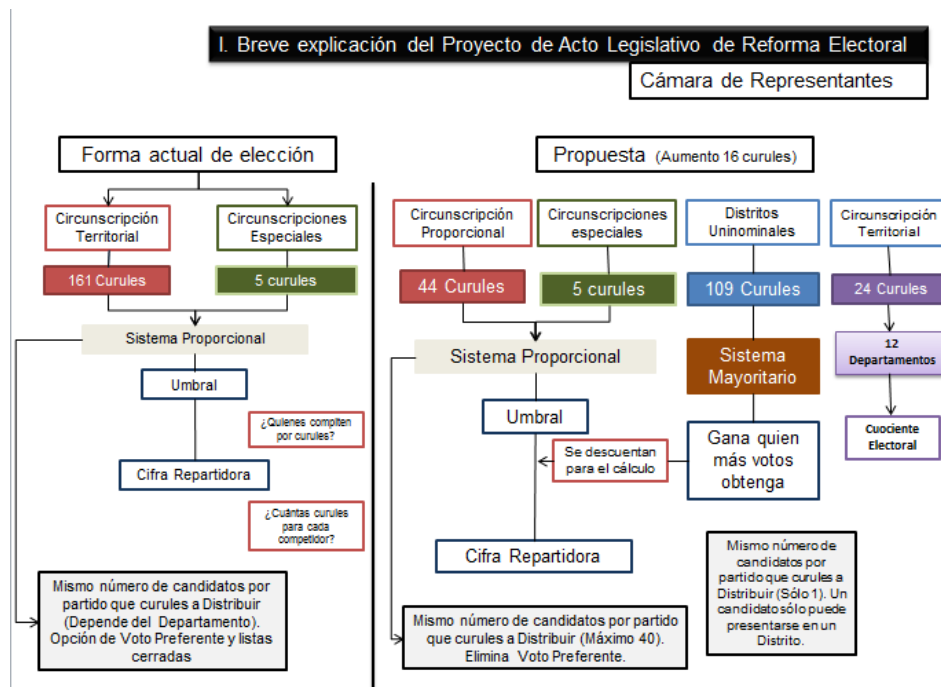 I. Breve explicación del Proyecto de Acto Legislativo de Reforma Electoral
Cámara de Representantes
Forma actual de elección
Circunscripción
Territorial
Circunscripciones
Especiales
161 Curules
5 curules
Sistema Proporcional
Umbral
¿Quienes compiten
por curules?
Cifra Repartidora
¿Cuántas curules
para cada
competidor?
Mismo número de candidatos por
partido que curules a Distribuir
(Depende del Departamento).
Opción de Voto Preferente y listas
cerradas
Propuesta (Aumento 16 curules)
Circunscripción
Proporcional
Circunscripciones
especiales
Distritos
Uninominales
Circunscripción
Territorial
44 Curules
5 curules
109 Curules
24 Curules
Sistema Proporcional
Sistema
Mayoritario
12
Departamentos
Umbral
Cuociente
Electoral
Se descuentan
para el cálculo
Gana quien
más votos
obtenga
Cifra Repartidora
Mismo número de candidatos por partido
que curules a Distribuir (Máximo 40).
Elimina Voto Preferente.
Mismo número de
candidatos por
partido que curules a
Distribuir (Sólo 1). Un
candidato sólo puede
presentarse en un
Distrito.